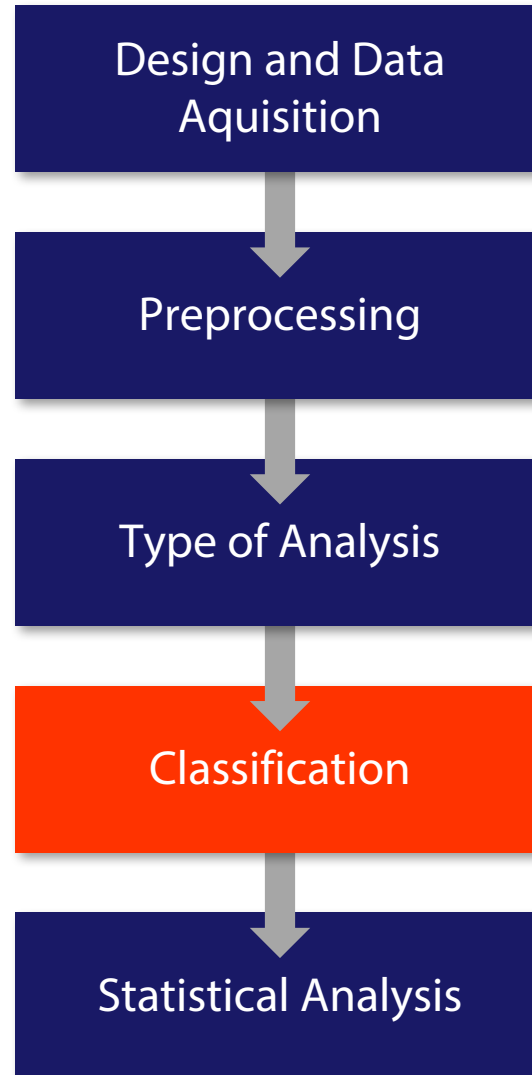 Design and Data
Aquisition
Preprocessing
Type of Analysis
Classification
Statistical Analysis